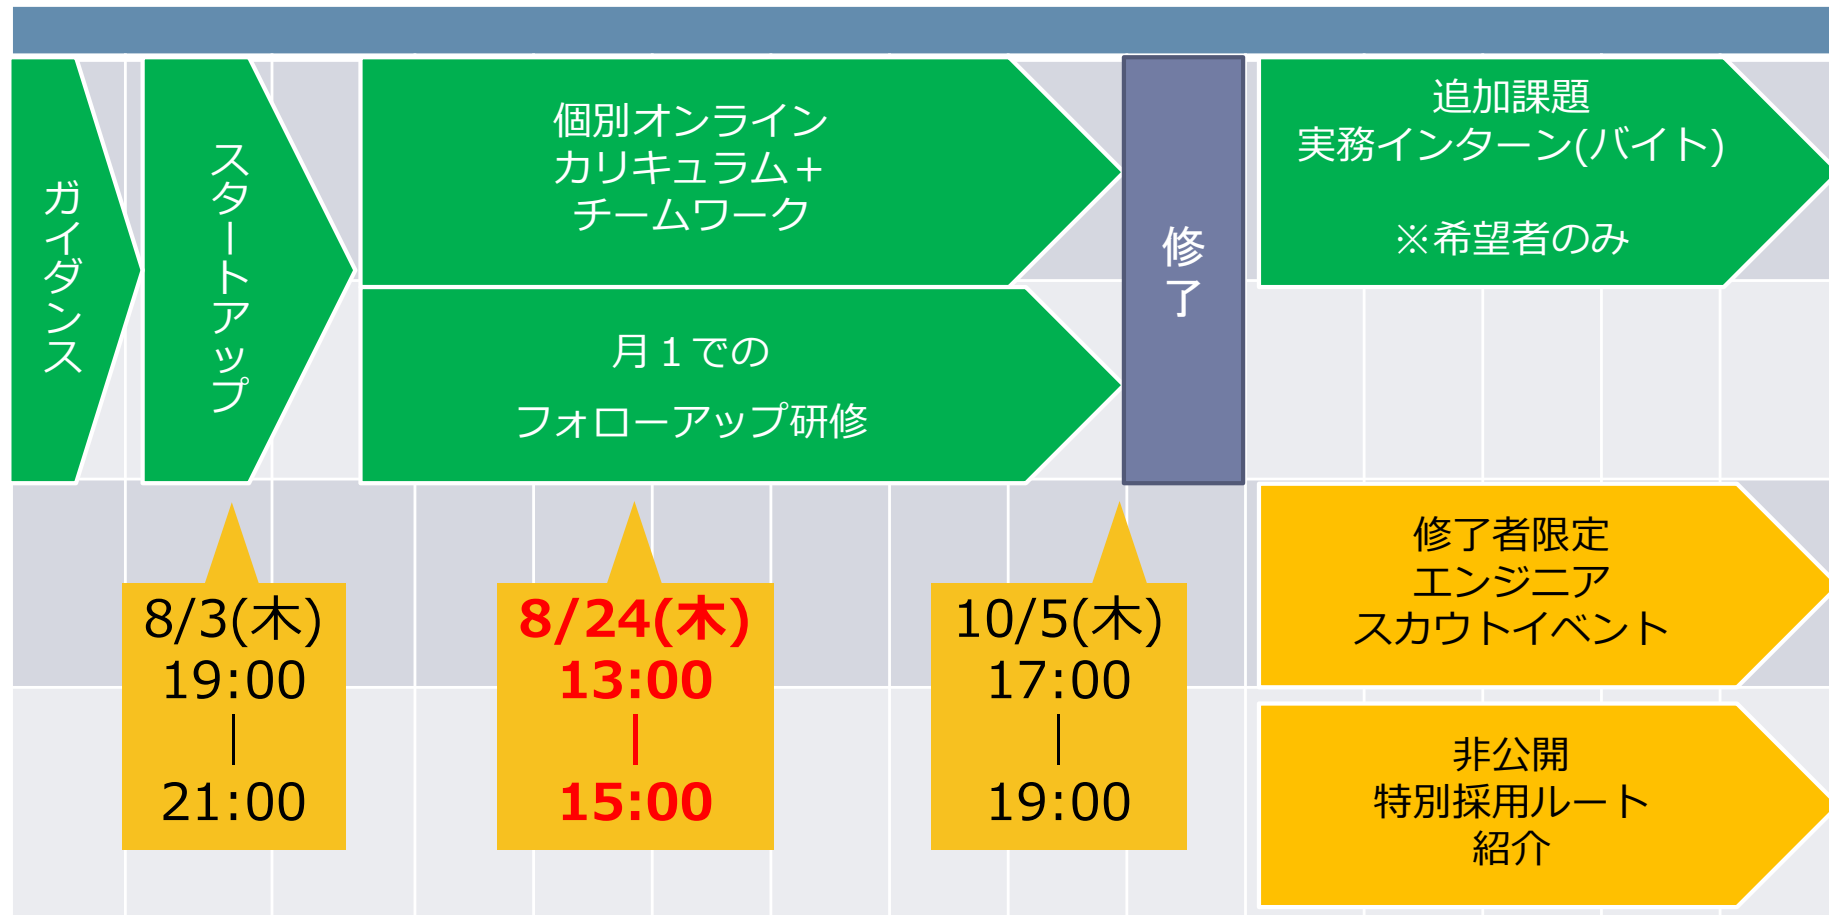 ガイダンス
スタートアップ
個別オンライン
カリキュラム＋
チームワーク
月１での
フォローアップ研修
修了
追加課題
実務インターン(バイト)
※希望者のみ
8/3(木)
19:00
｜
21:00
8/24(木)
13:00
｜
15:00
10/5(木)
17:00
｜
19:00
修了者限定
エンジニア
スカウトイベント
非公開
特別採用ルート
紹介